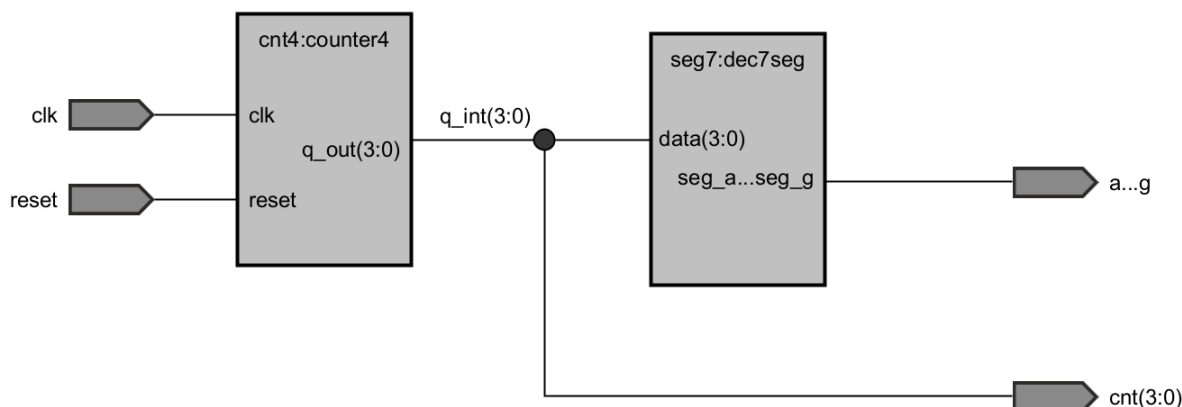 cnt4:counter4
seg7:dec7seg
clk
clk
q_int(3:0)
data(3:0)
q_out(3:0)
seg_a...seg_g
a...g
reset
reset
cnt(3:0)